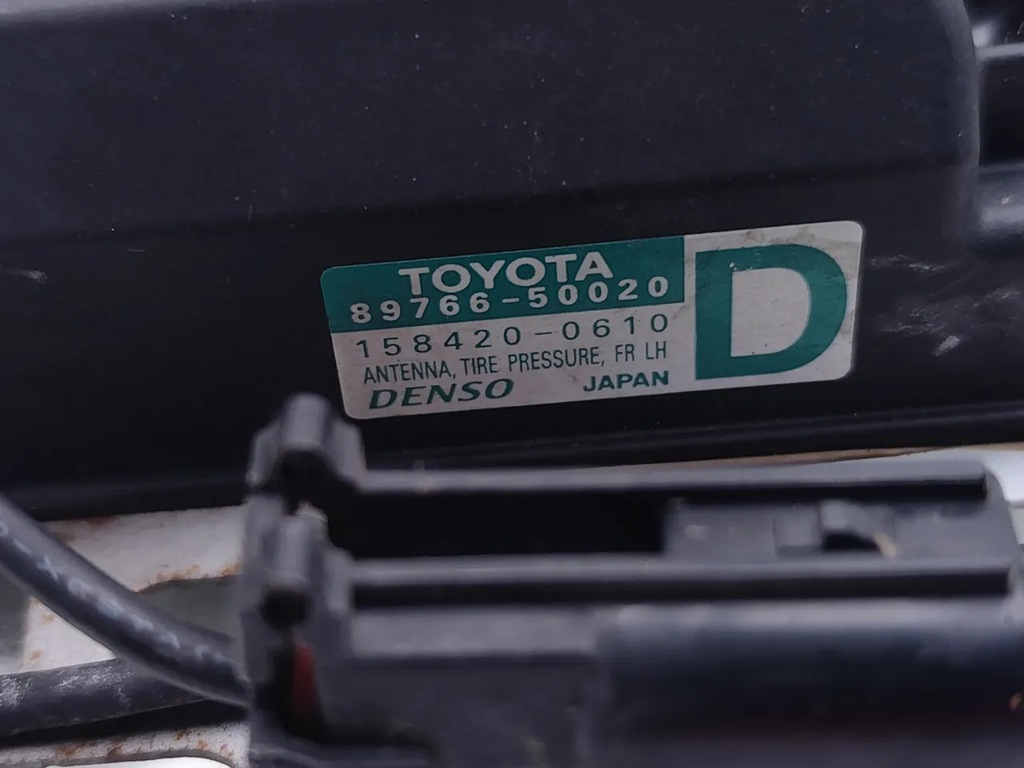 TOYOTA
89766-50020
158420-0610
ANTENNA, TIRE PRESSURE, FR LH
DENSO JAPAN
D